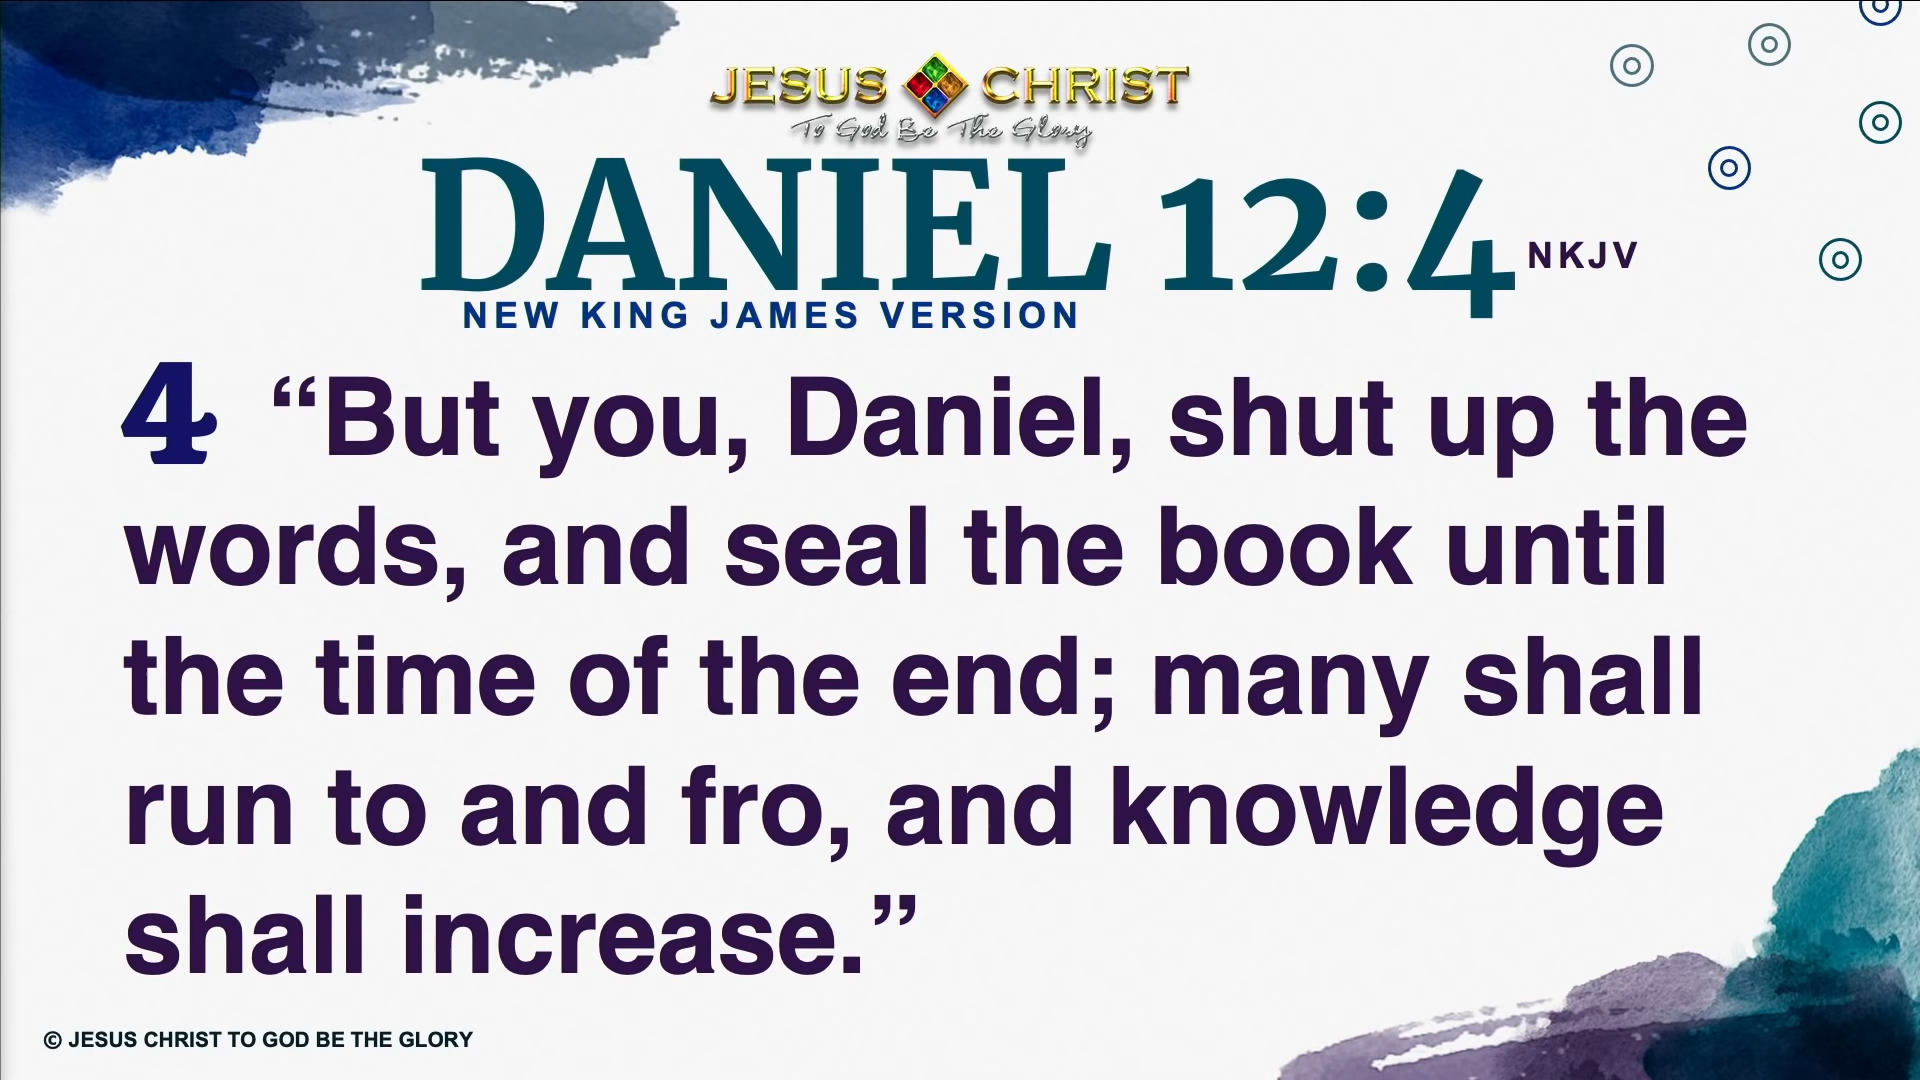 JESUS CHRIST
To God Be The Glory
DANIEL 12:4 NKJV
NEW KING JAMES VERSION
4 “But you, Daniel, shut up the
words, and seal the book until
the time of the end; many shall
run to and fro, and knowledge
shall increase.”
© JESUS CHRIST TO GOD BE THE GLORY